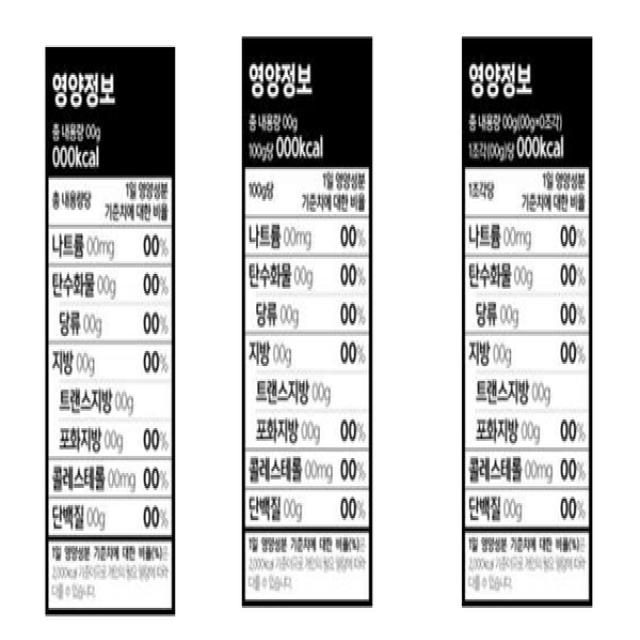 영양정보
총 내용량 00g
000kcal
총 내용량당 1일 영양성분
기준치에 대한 비율
나트륨 00mg 00%
탄수화물 00g 00%
당류 00g 00%
지방 00g 00%
트랜스지방 00g
포화지방 00g 00%
콜레스테롤 00mg 00%
단백질 00g 00%
1일 영양성분 기준치에 대한 비율(%)은
2,000kcal 기준이므로 개인의 필요 열량에 따라
다를 수 있습니다.
영양정보
총 내용량 00g
100g당 000kcal
100g당 1일 영양성분
기준치에 대한 비율
나트륨 00mg 00%
탄수화물 00g 00%
당류 00g 00%
지방 00g 00%
트랜스지방 00g
포화지방 00g 00%
콜레스테롤 00mg 00%
단백질 00g 00%
1일 영양성분 기준치에 대한 비율(%)은
2,000kcal 기준이므로 개인의 필요 열량에 따라
다를 수 있습니다.
영양정보
총 내용량 00g(00g×0조각)
1조각(00g)당 000kcal
1조각당 1일 영양성분
기준치에 대한 비율
나트륨 00mg 00%
탄수화물 00g 00%
당류 00g 00%
지방 00g 00%
트랜스지방 00g
포화지방 00g 00%
콜레스테롤 00mg 00%
단백질 00g 00%
1일 영양성분 기준치에 대한 비율(%)은
2,000kcal 기준이므로 개인의 필요 열량에 따라
다를 수 있습니다.